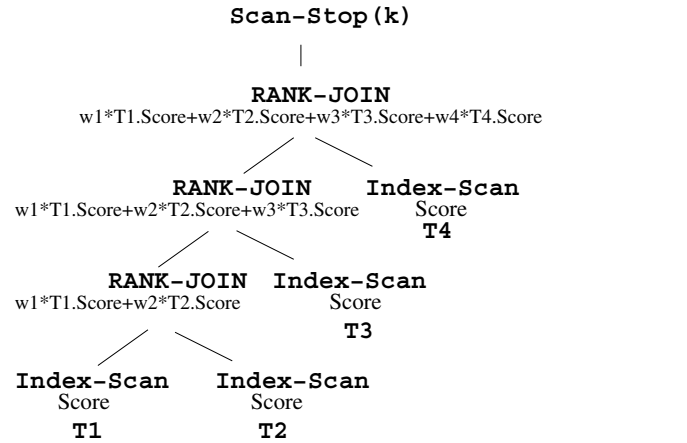 Scan-Stop(k)
RANK-JOIN
w1*T1.Score+w2*T2.Score+w3*T3.Score+w4*T4.Score
RANK-JOIN Index-Scan
w1*T1.Score+w2*T2.Score+w3*T3.Score Score
T4
RANK-JOIN Index-Scan
w1*T1.Score+w2*T2.Score Score
T3
Index-Scan Index-Scan
Score Score
T1 T2